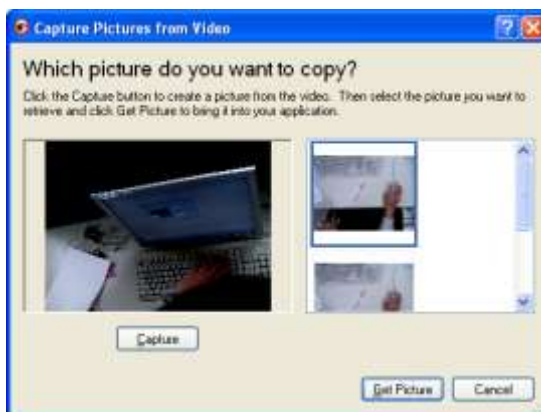 Capture Pictures from Video
Which picture do you want to copy?
Click the Capture button to create a picture from the video. Then select the picture you want to
retrieve and click Get Picture to bring it into your application.
Capture
Get Picture
Cancel